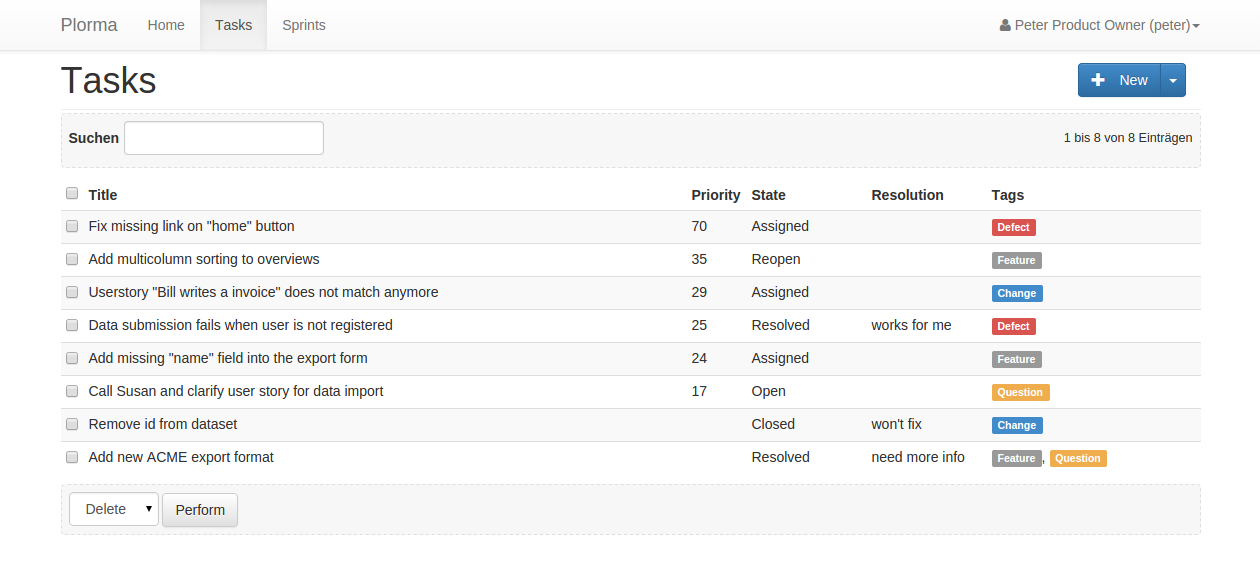 Plorma Home Tasks Sprints Peter Product Owner (peter)
Tasks New
Suchen 1 bis 8 von 8 Einträgen
Title Priority State Resolution Tags
Fix missing link on "home" button 70 Assigned Defect
Add multicolumn sorting to overviews 35 Reopen Feature
Userstory "Bill writes a invoice" does not match anymore 29 Assigned Change
Data submission fails when user is not registered 25 Resolved works for me Defect
Add missing "name" field into the export form 24 Assigned Feature
Call Susan and clarify user story for data import 17 Open Question
Remove id from dataset Closed won't fix Change
Add new ACME export format Resolved need more info Feature, Question
Delete Perform